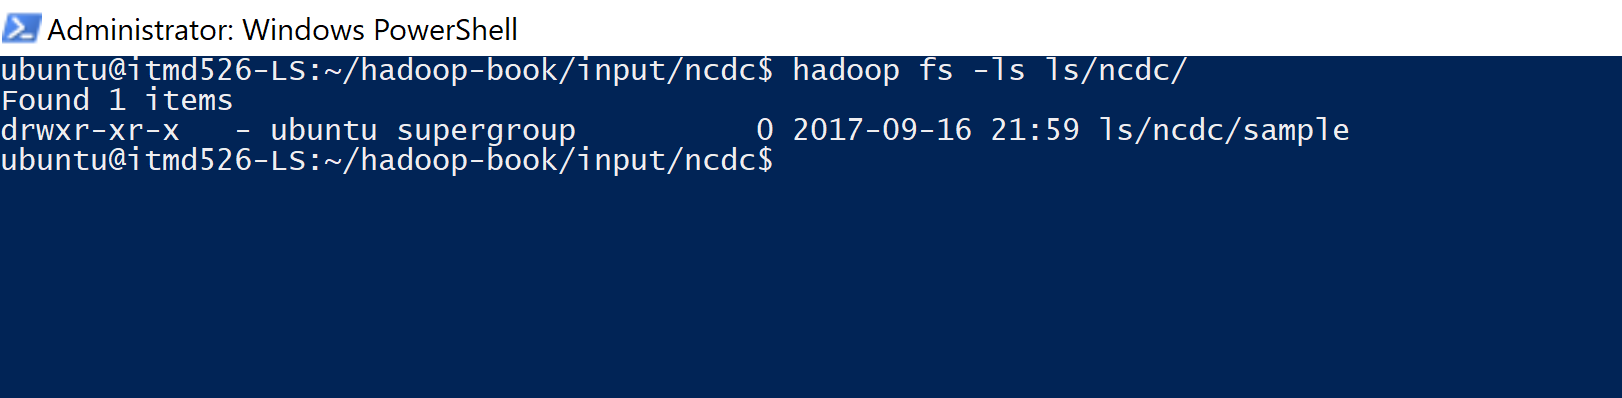 Administrator: Windows PowerShell
ubuntu@itmd526-LS:~/hadoop-book/input/ncdc$ hadoop fs -ls ls/ncdc/
Found 1 items
drwxr-xr-x   - ubuntu supergroup          0 2017-09-16 21:59 ls/ncdc/sample
ubuntu@itmd526-LS:~/hadoop-book/input/ncdc$